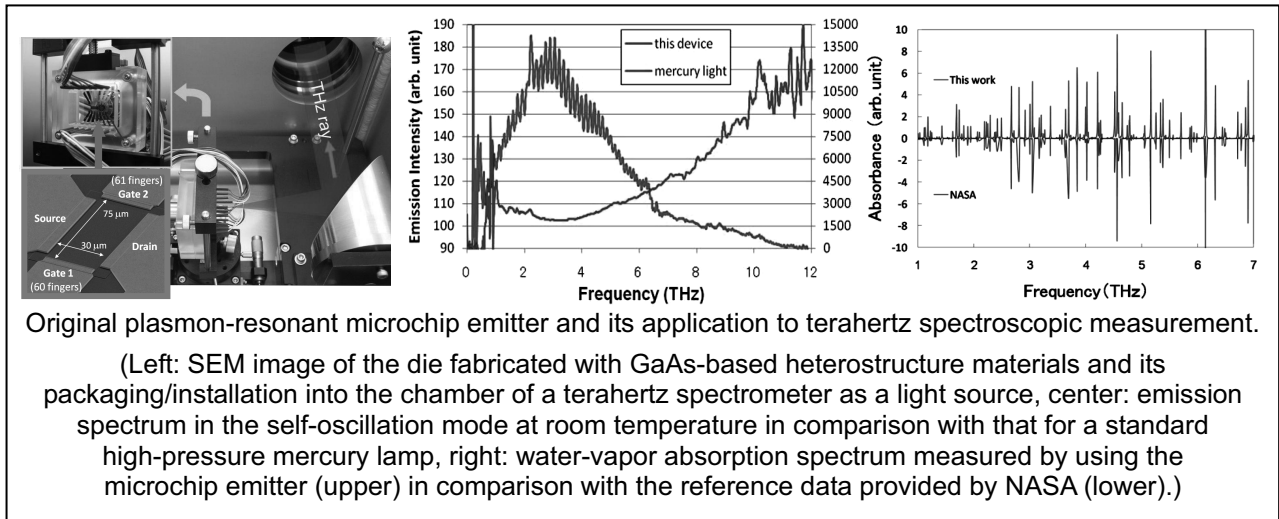 (61 fingers)
Gate 2
Source
75 μm
30 μm
Drain
Gate 1
(60 fingers)
THz ray
Emission Intensity (arb. unit)
190
180
170
160
150
140
130
120
110
100
90
this device
mercury light
15000
13500
12000
10500
9000
7500
6000
4500
3000
1500
0
0 2 4 6 8 10 12
Frequency (THz)
Absorbance (arb. unit)
10
8
6
4
2
0
-2
-4
-6
-8
-10
This work
NASA
1 2 3 4 5 6 7
Frequency(THz)
Original plasmon-resonant microchip emitter and its application to terahertz spectroscopic measurement.
(Left: SEM image of the die fabricated with GaAs-based heterostructure materials and its
packaging/installation into the chamber of a terahertz spectrometer as a light source, center: emission
spectrum in the self-oscillation mode at room temperature in comparison with that for a standard
high-pressure mercury lamp, right: water-vapor absorption spectrum measured by using the
microchip emitter (upper) in comparison with the reference data provided by NASA (lower).)